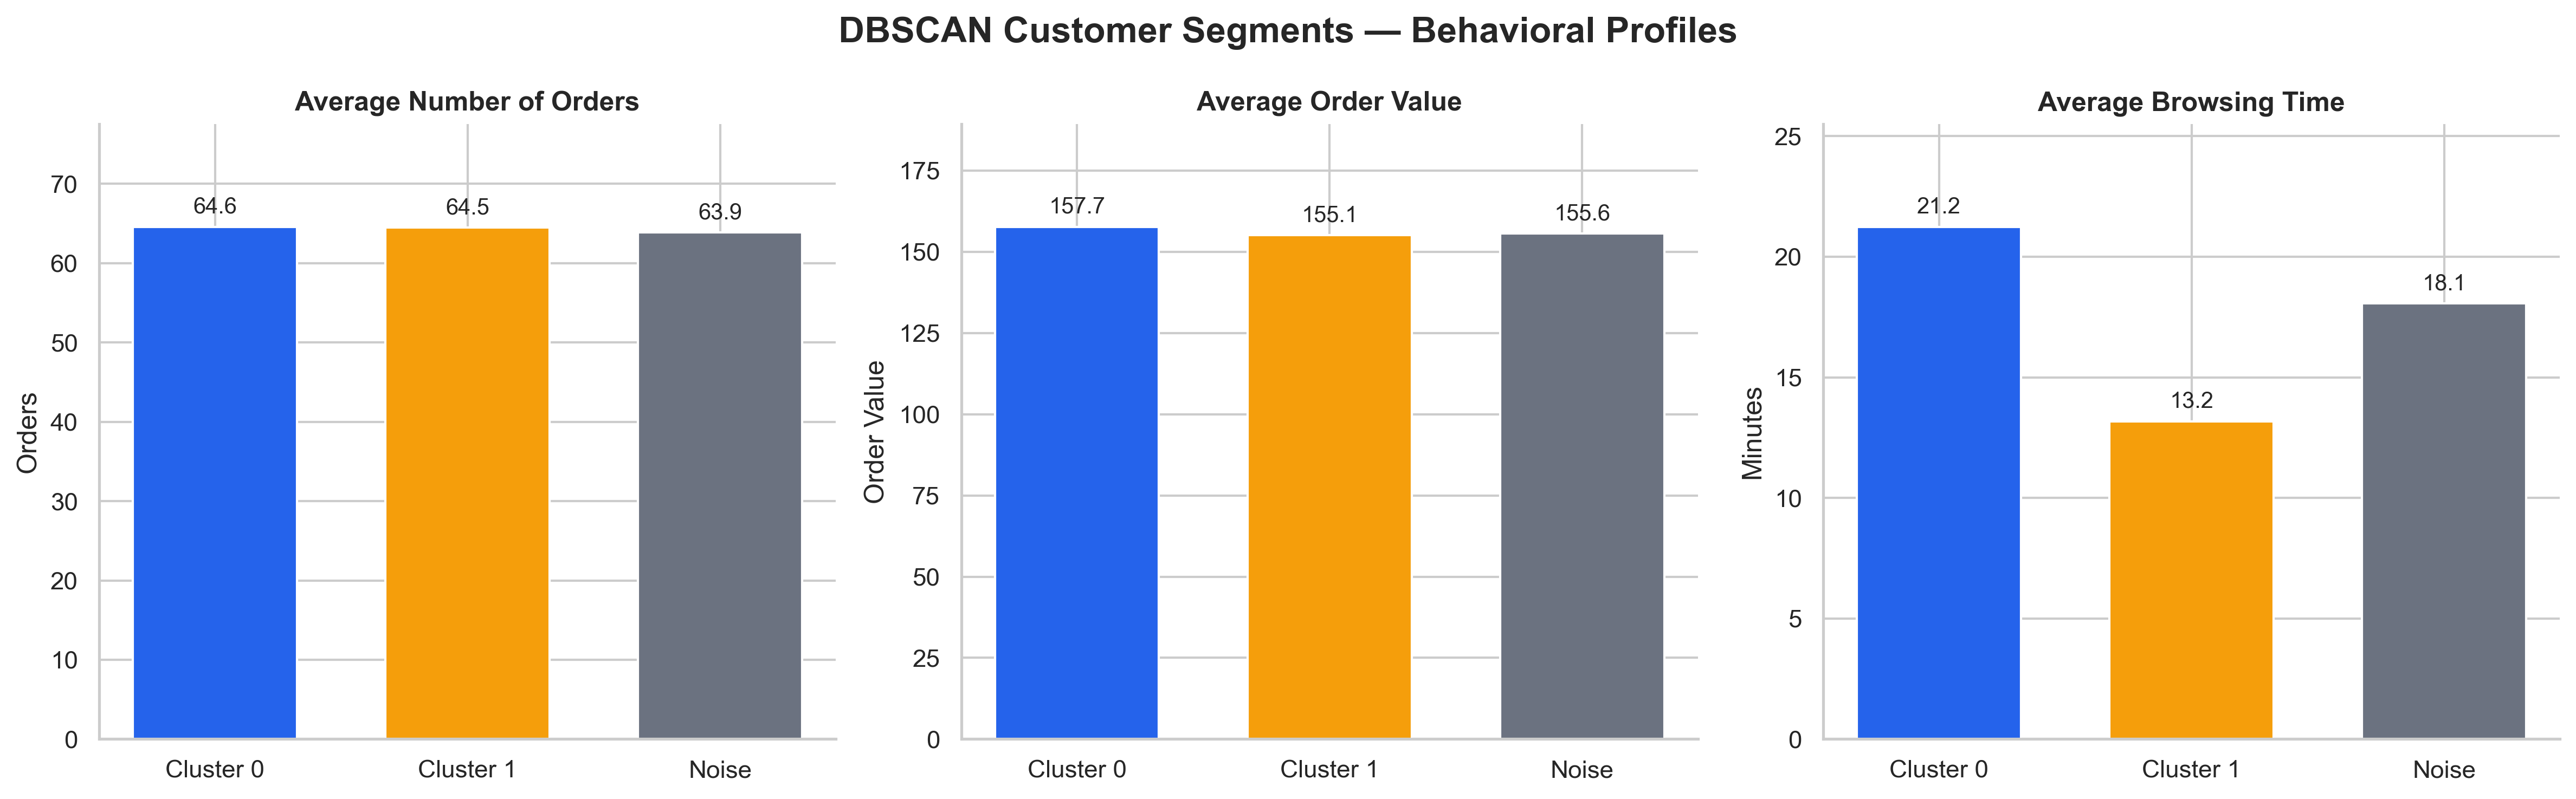 DBSCAN Customer Segments — Behavioral Profiles
Average Number of Orders
Orders
70
60
50
40
30
20
10
0
64.6
64.5
63.9
Cluster 0
Cluster 1
Noise
Average Order Value
Order Value
175
150
125
100
75
50
25
0
157.7
155.1
155.6
Cluster 0
Cluster 1
Noise
Average Browsing Time
Minutes
25
20
15
10
5
0
21.2
13.2
18.1
Cluster 0
Cluster 1
Noise